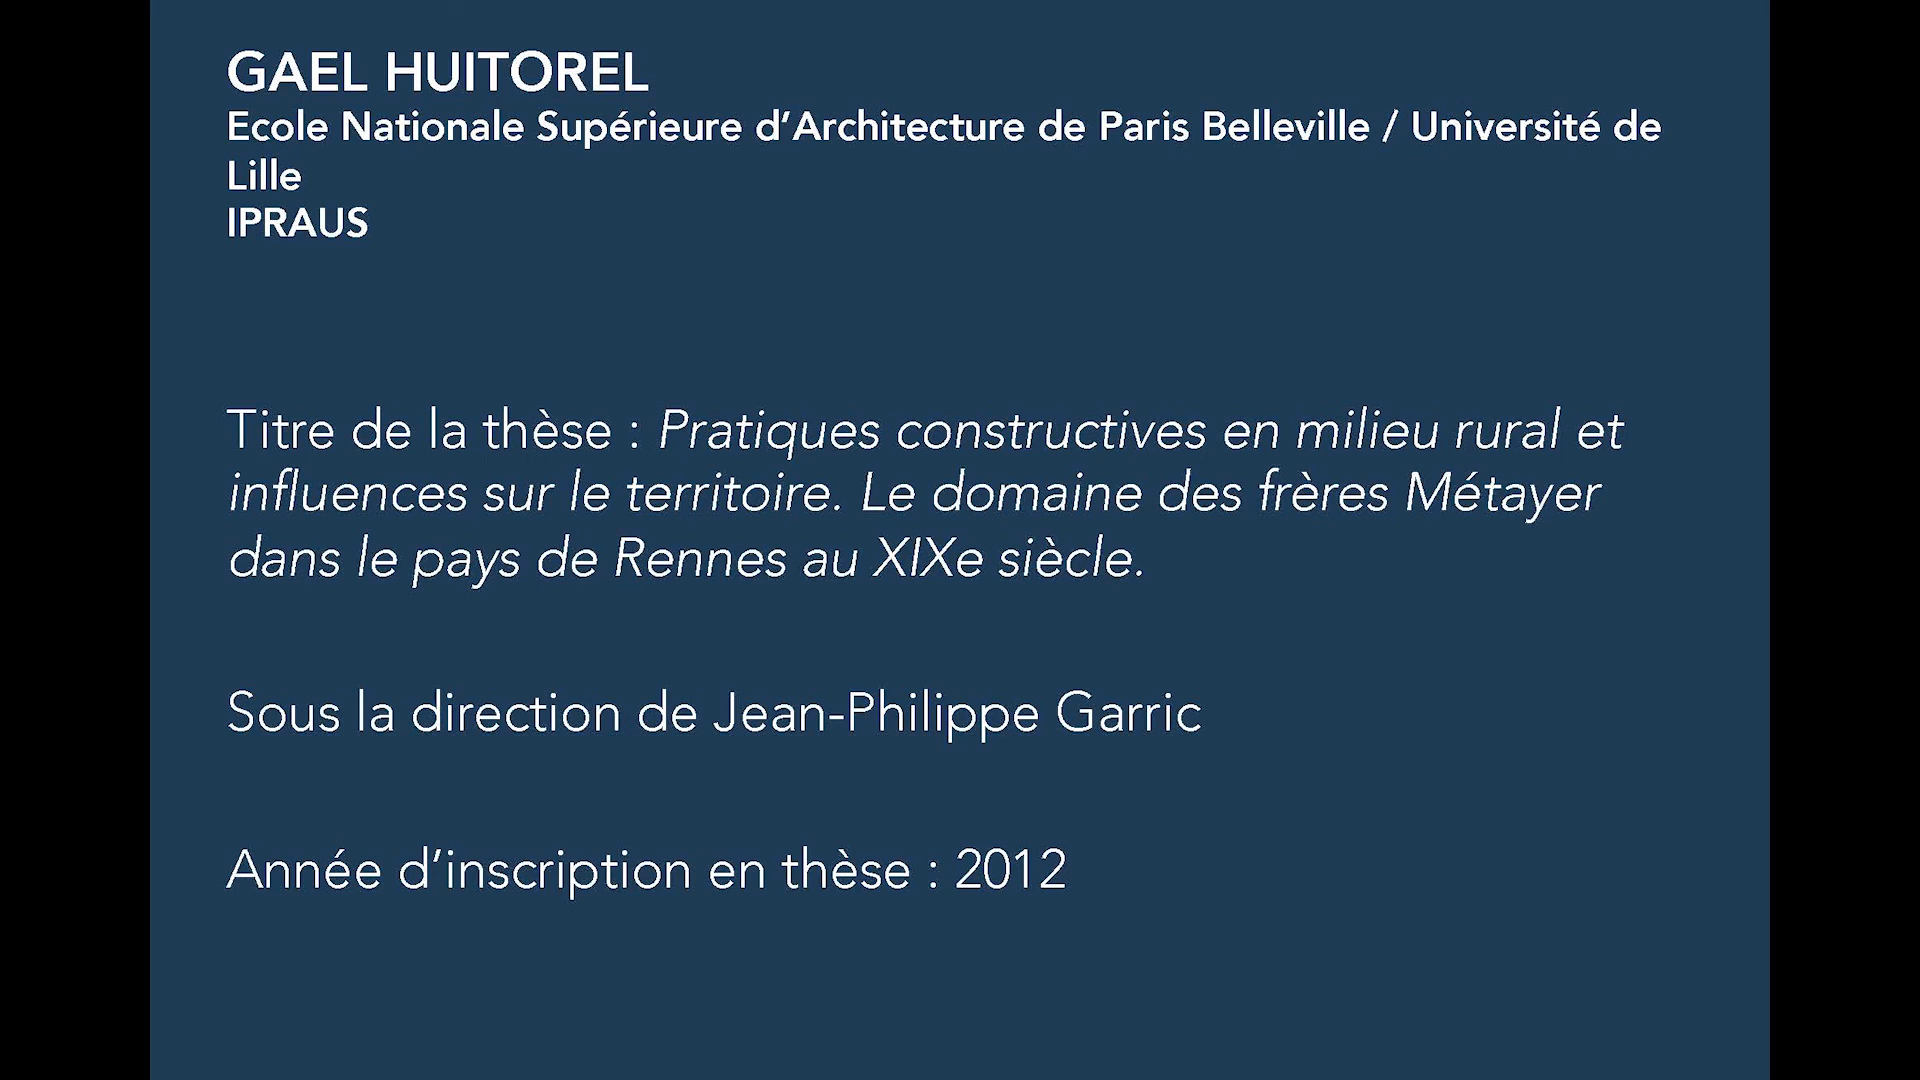 GAEL HUITOREL
Ecole Nationale Supérieure d’Architecture de Paris Belleville / Université de
Lille
IPRAUS
Titre de la thèse : Pratiques constructives en milieu rural et
influences sur le territoire. Le domaine des frères Métayer
dans le pays de Rennes au XIXe siècle.
Sous la direction de Jean-Philippe Garric
Année d’inscription en thèse : 2012